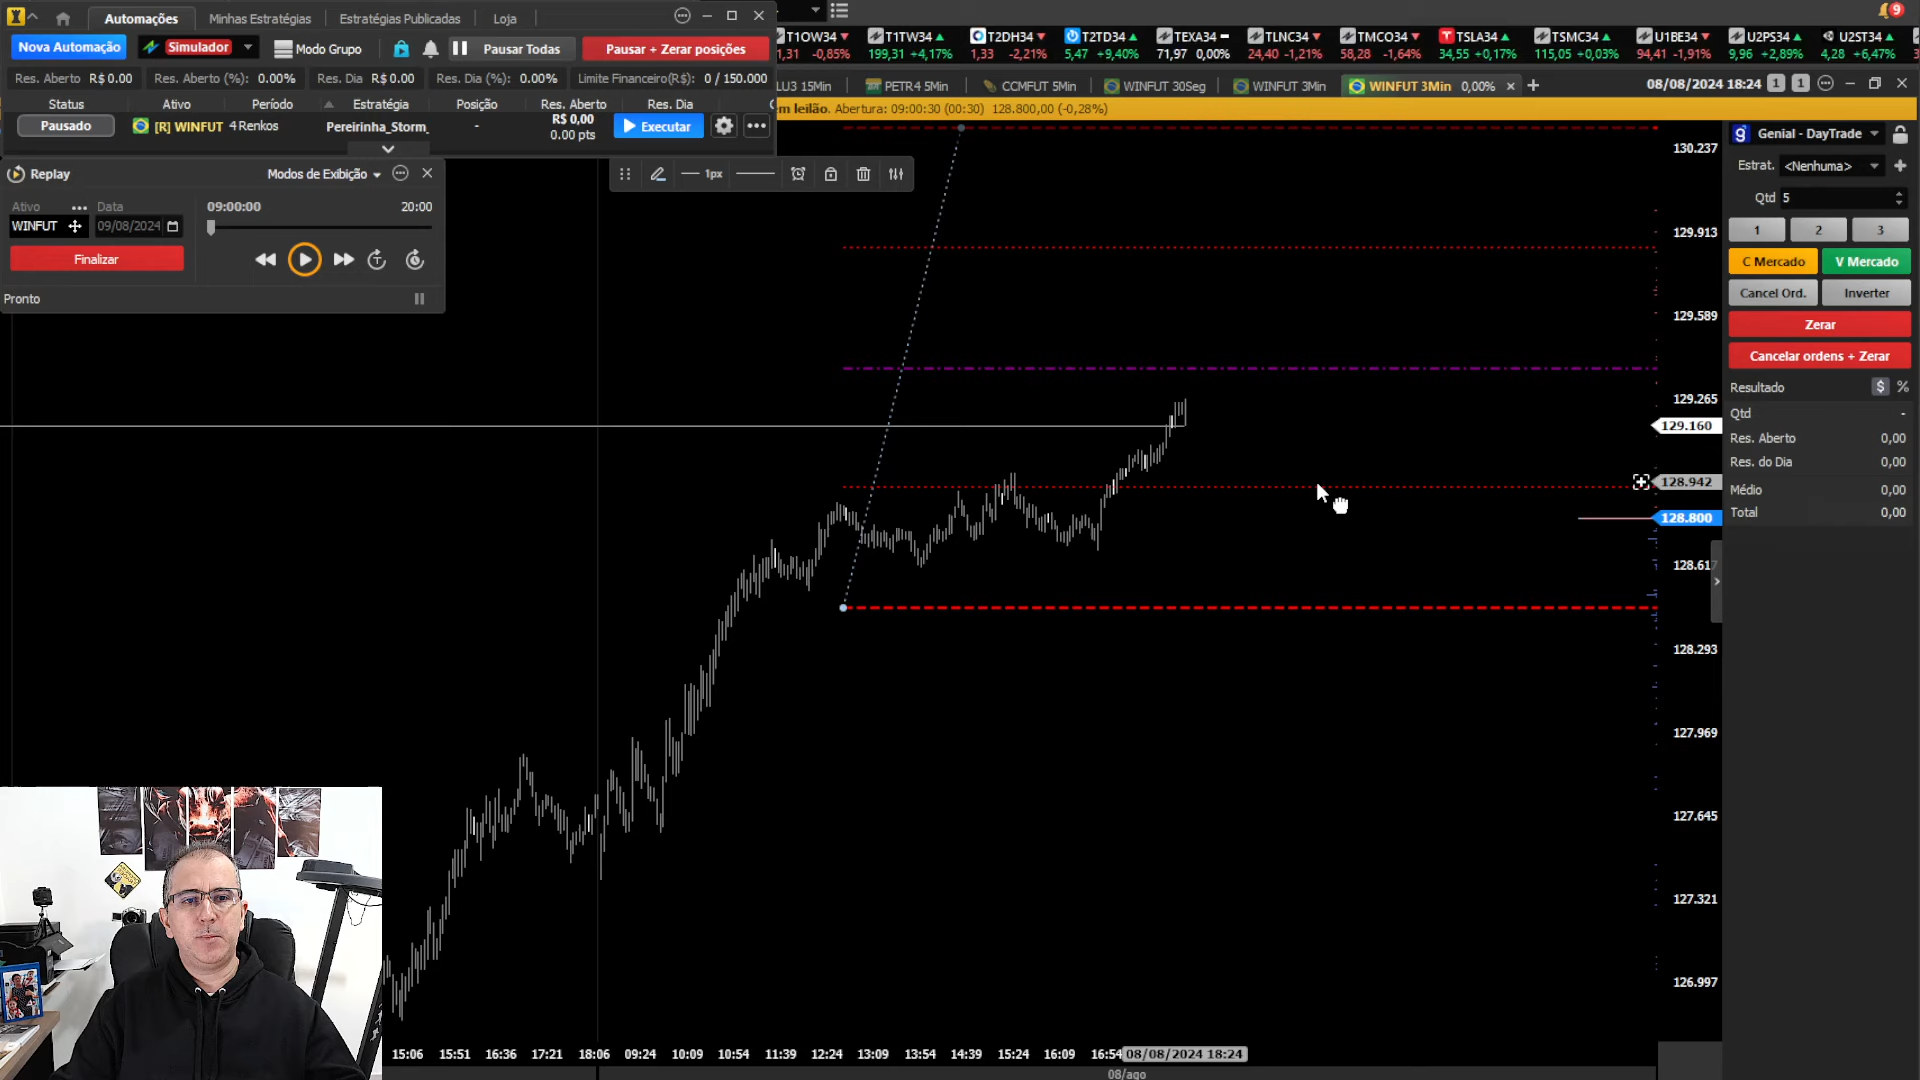 Automações
Minhas Estratégias
Estratégias Publicadas
Loja
9
Nova Automação
Simulador
Modo Grupo
Pausar Todas
Pausar + Zerar posições
T1OW34
1,31 -0,85%
T1TW34
199,31 +4,17%
T2DH34
1,33 -2,21%
T2TD34
5,47 +9,40%
TEXA34
71,97 0,00%
TLNC34
24,40 -1,21%
TMCO34
58,28 -1,64%
TSLA34
34,55 +0,17%
TSMC34
115,05 +0,03%
U1BE34
94,41 -1,91%
U2PS34
9,96 +2,89%
U2ST34
4,28 +6,47%
Res. Aberto R$ 0.00
Res. Aberto (%): 0.00%
Res. Dia R$ 0.00
Res. Dia (%): 0.00%
Limite Financeiro(R$): 0 / 150.000
LU3 15Min
PETR4 5Min
CCMFUT 5Min
WINFUT 30Seg
WINFUT 3Min
WINFUT 3Min 0,00%
08/08/2024 18:24
1
1
Status
Ativo
Período
Estratégia
Posição
Res. Aberto
Res. Dia
Pausado
[R] WINFUT
4 Renkos
Pereirinha_Storm_
-
R$ 0,00
0.00 pts
Executar
em leilão. Abertura: 09:00:30 (00:30) 128.800,00 (-0,28%)
Replay
Modos de Exibição
Ativo
Data
09:00:00
20:00
WINFUT
09/08/2024
Finalizar
Pronto
1px
Genial - DayTrade
Estrat. <Nenhuma>
Qtd 5
1
2
3
C Mercado
V Mercado
Cancel Ord.
Inverter
Zerar
Cancelar ordens + Zerar
Resultado
$
%
Qtd -
Res. Aberto 0,00
Res. do Dia 0,00
Médio 0,00
Total 0,00
130.237
129.913
129.589
129.265
129.160
128.942
128.800
128.617
128.293
127.969
127.645
127.321
126.997
15:06
15:51
16:36
17:21
18:06
09:24
10:09
10:54
11:39
12:24
13:09
13:54
14:39
15:24
16:09
16:54
08/08/2024 18:24
08/ago